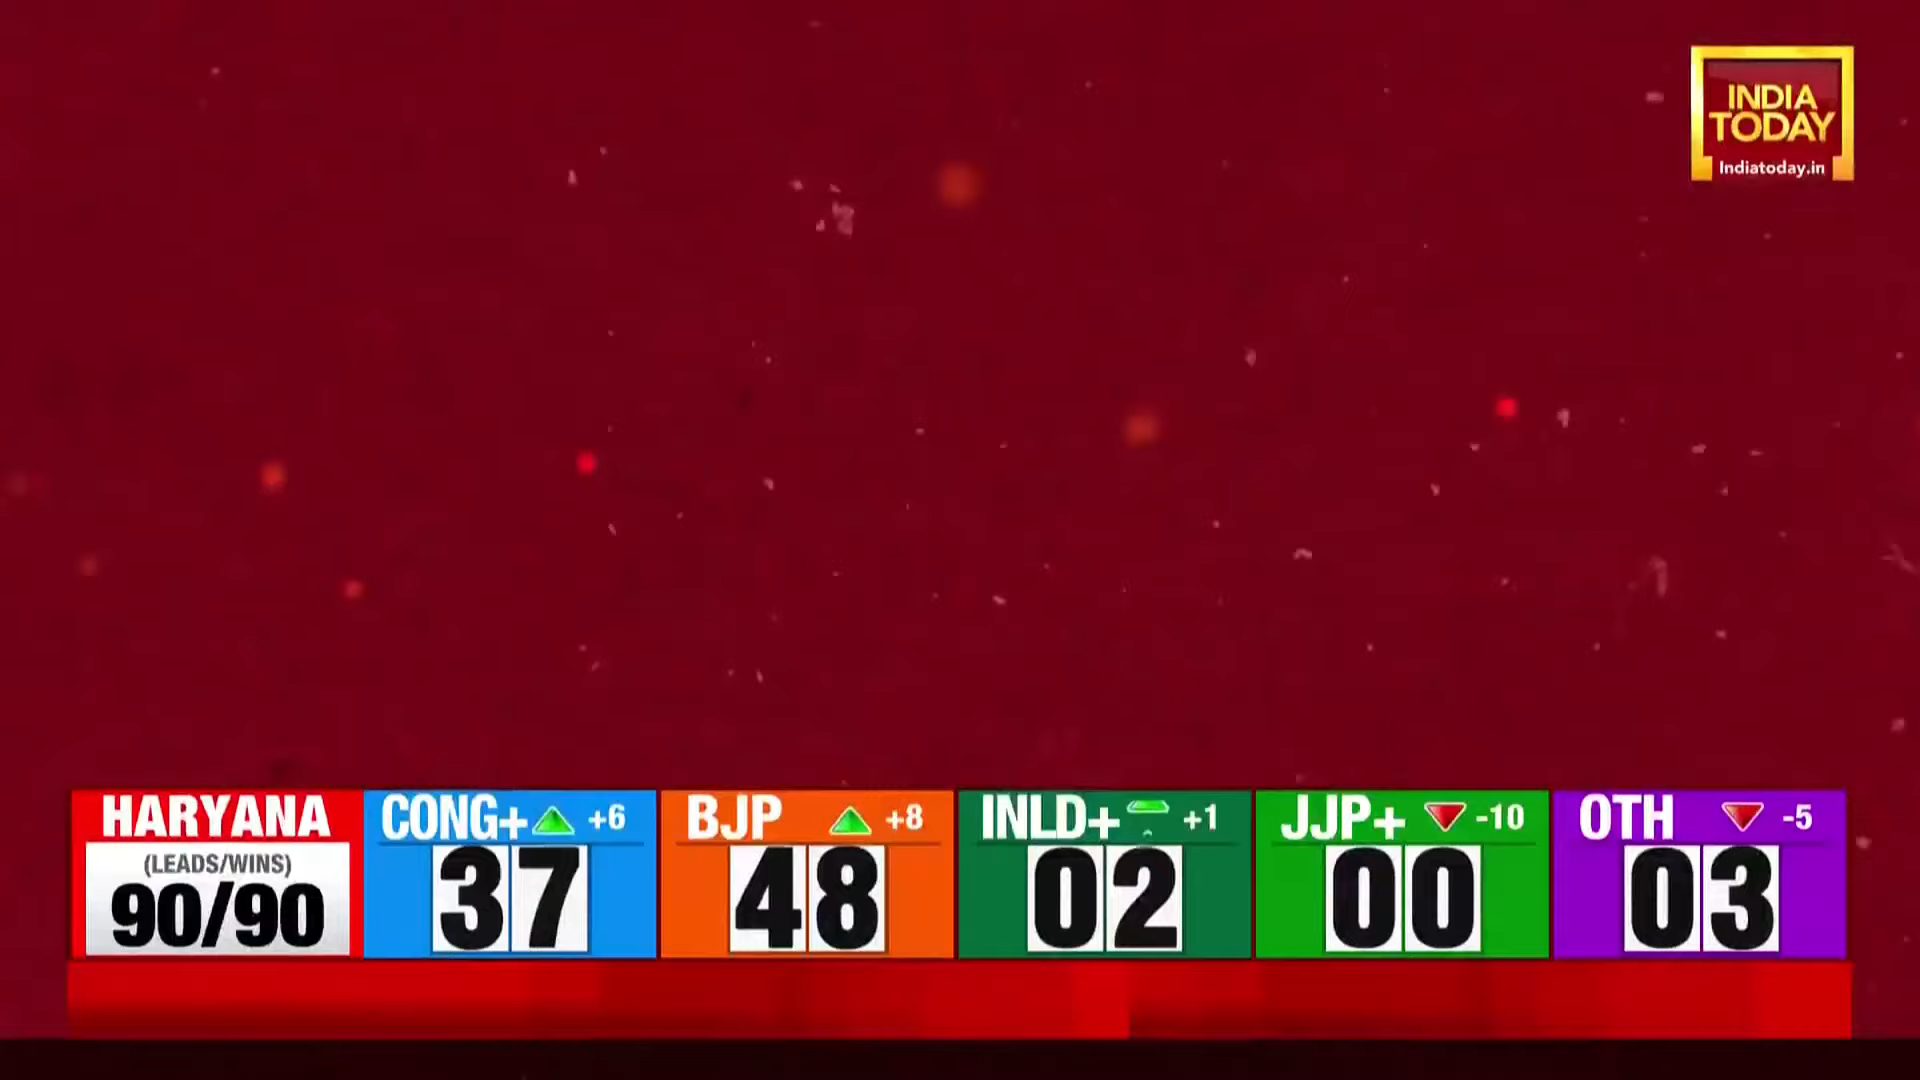 INDIA
TODAY
Indiatoday.in
HARYANA
(LEADS/WINS)
90/90
CONG+ +6
37
BJP +8
48
INLD+ +1
02
JJP+ -10
00
OTH -5
03